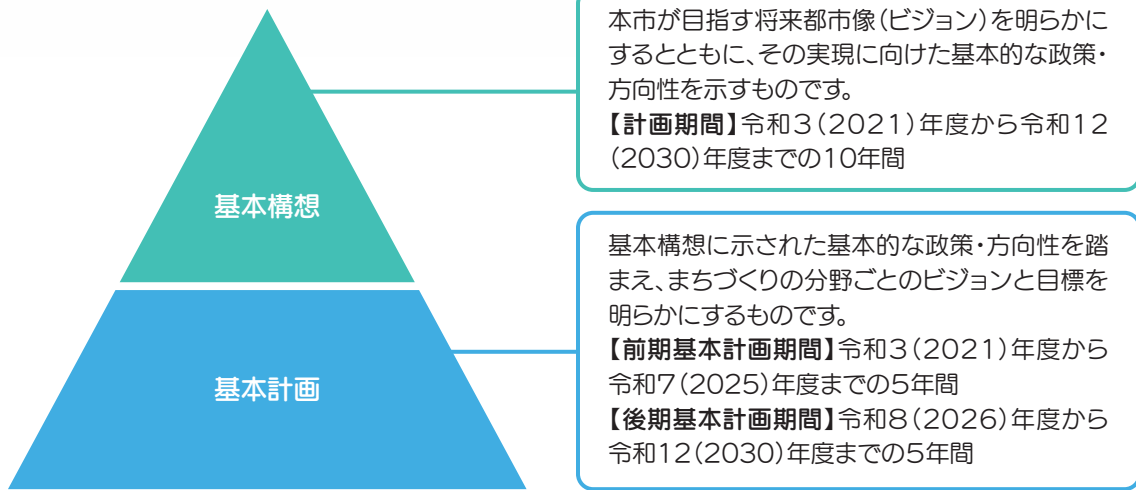 本市が目指す将来都市像(ビジョン)を明らかに
するとともに、その実現に向けた基本的な政策・
方向性を示すものです。
【計画期間】令和3(2021)年度から令和12
(2030)年度までの10年間
基本構想
基本構想に示された基本的な政策・方向性を踏
まえ、まちづくりの分野ごとのビジョンと目標を
明らかにするものです。
【前期基本計画期間】令和3(2021)年度から
令和7(2025)年度までの5年間
【後期基本計画期間】令和8(2026)年度から
令和12(2030)年度までの5年間
基本計画